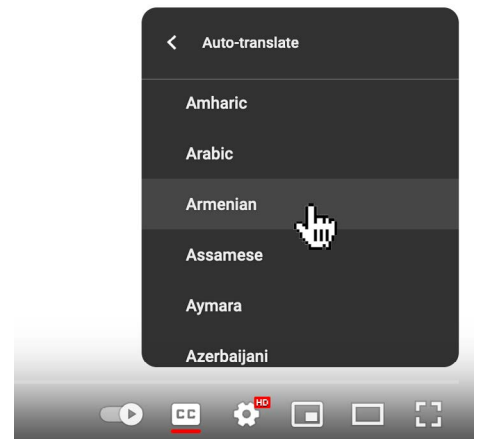 Auto-translate
Amharic
Arabic
Armenian
Assamese
Aymara
Azerbaijani
CC HD